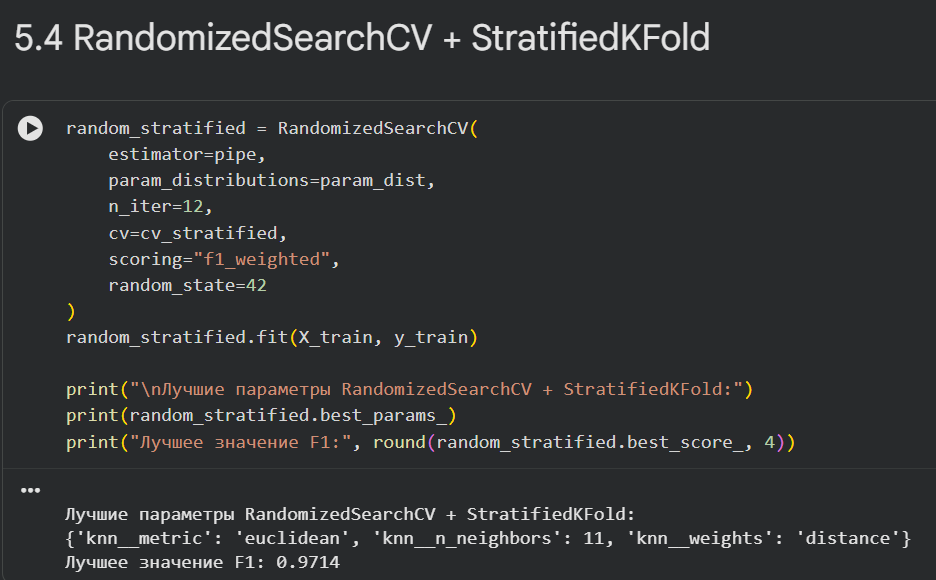 5.4 RandomizedSearchCV + StratifiedKFold
random_stratified = RandomizedSearchCV(
    estimator=pipe,
    param_distributions=param_dist,
    n_iter=12,
    cv=cv_stratified,
    scoring="f1_weighted",
    random_state=42
)
random_stratified.fit(X_train, y_train)
print("\nЛучшие параметры RandomizedSearchCV + StratifiedKFold:")
print(random_stratified.best_params_)
print("Лучшее значение F1:", round(random_stratified.best_score_, 4))
Лучшие параметры RandomizedSearchCV + StratifiedKFold:
{'knn__metric': 'euclidean', 'knn__n_neighbors': 11, 'knn__weights': 'distance'}
Лучшее значение F1: 0.9714